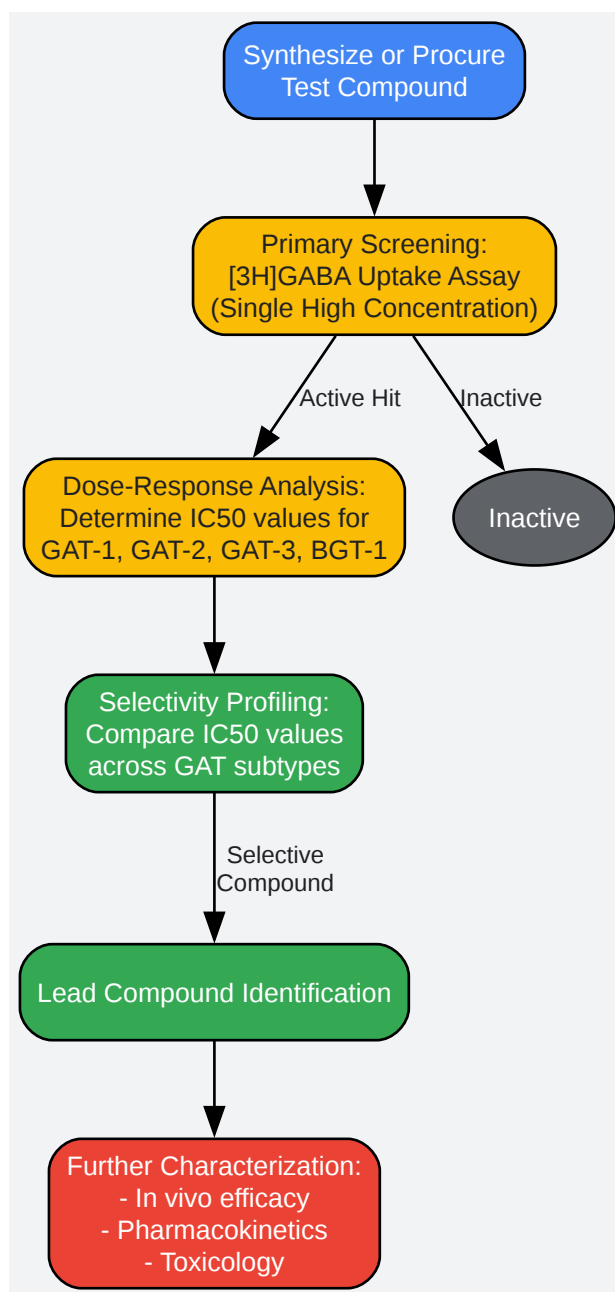 Synthesize or Procure
Test Compound
Primary Screening:
[3H]GABA Uptake Assay
(Single High Concentration)
Active Hit
Inactive
Dose-Response Analysis:
Determine IC50 values for
GAT-1, GAT-2, GAT-3, BGT-1
Inactive
Selectivity Profiling:
Compare IC50 values
across GAT subtypes
Selective
Compound
Lead Compound Identification
Further Characterization:
- In vivo efficacy
- Pharmacokinetics
- Toxicology